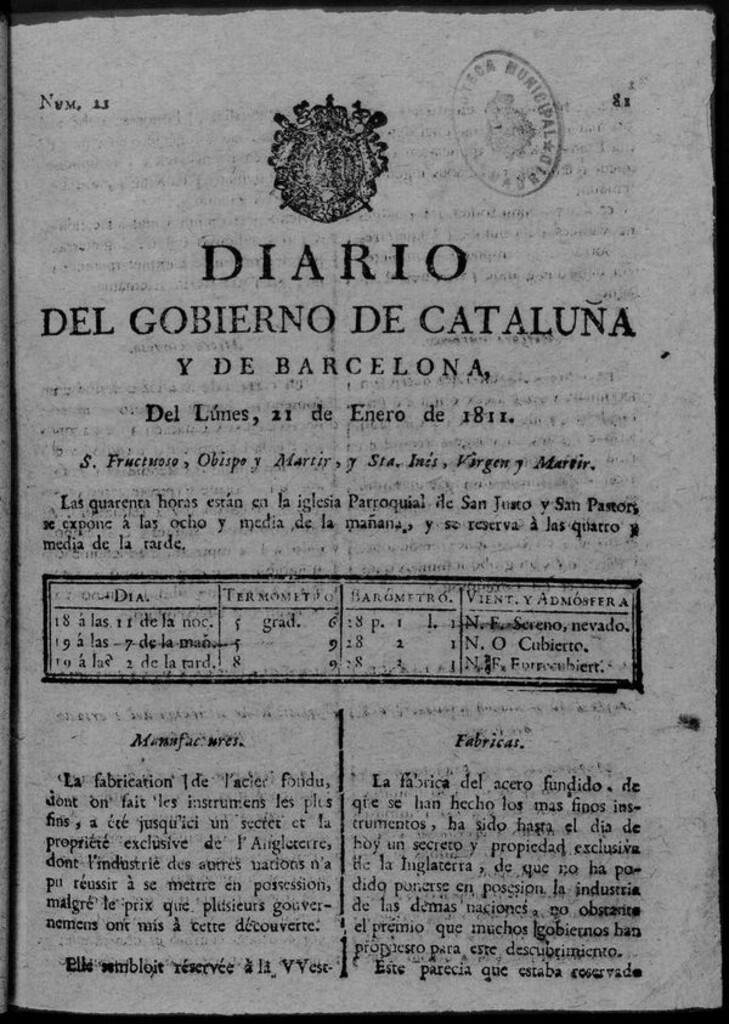 Num. 21
81
DIARIO
DEL GOBIERNO DE CATALUÑA
Y DE BARCELONA,
Del Lúnes, 21 de Enero de 1811.
S. Fructuoso, Obispo y Martir, y Sta. Inés, Vírgen y Martir.
Las quarenta horas están en la iglesia Parroquial de San Justo y San Pastor,
se expone á las ocho y media de la mañana, y se reserva à las quatro y
media de la tarde.
DIA. TERMOMETRO BARÓMETRO. VIENT. Y ADMÓSFERA
18 á las 11 de la noc. 5 grád. 6 28 p. 1 l. 1 N. E. Sereno, nevado.
19 á las 7 de la mañ. 5 9 28 2 1 N. O Cubierto.
19 á las 2 de la tard. 8 9 28 2 1 N. E.
Manufactures.
La fabrication de l'acier fondu,
dont on fait les instrumens les plus
fins, a été jusqu'ici un secret et la
propriété exclusive de l'Angleterre,
dont l'industrie des autres nations n'a
pu réussir à se mettre en possession,
malgré le prix que plusieurs gouver-
nemens ont mis à cette découverte.
Elle sembloit réservée à la VVest-
Fabricas.
La fábrica del acero fundido, de
que se han hecho los mas finos ins-
trumentos, ha sido hasta el dia de
hoy un secreto y propiedad exclusiva
de la Inglaterra, de que no ha po-
dido ponerse en posesion la industria
de las demas naciones, no obstante
el premio que muchos gobiernos han
propuesto para este descubrimiento.
Este parecia que estaba reservado